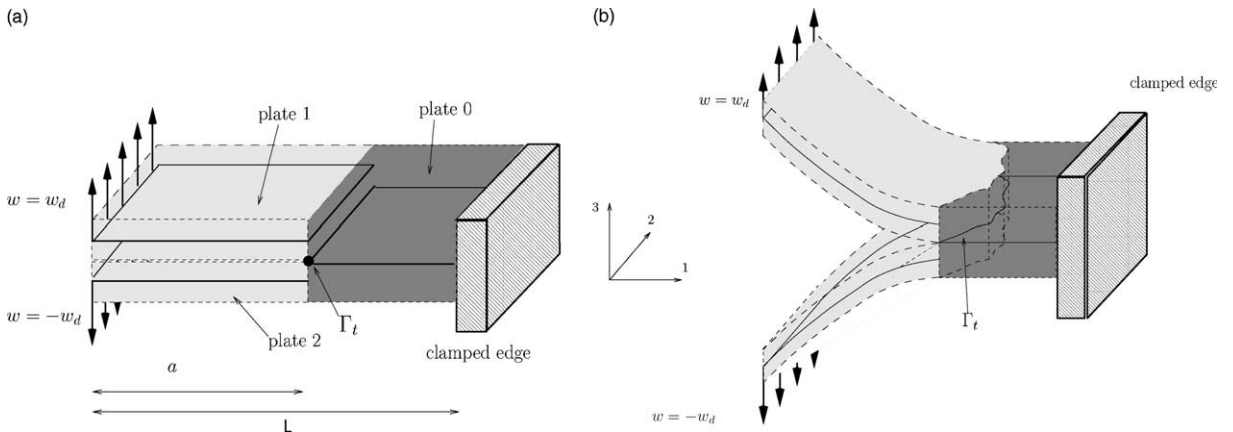 (a)
plate 1
plate 0
w = w_d
w = −w_d
plate 2
Γ_t
clamped edge
a
L
(b)
w = w_d
clamped edge
3
2
1
Γ_t
w = −w_d